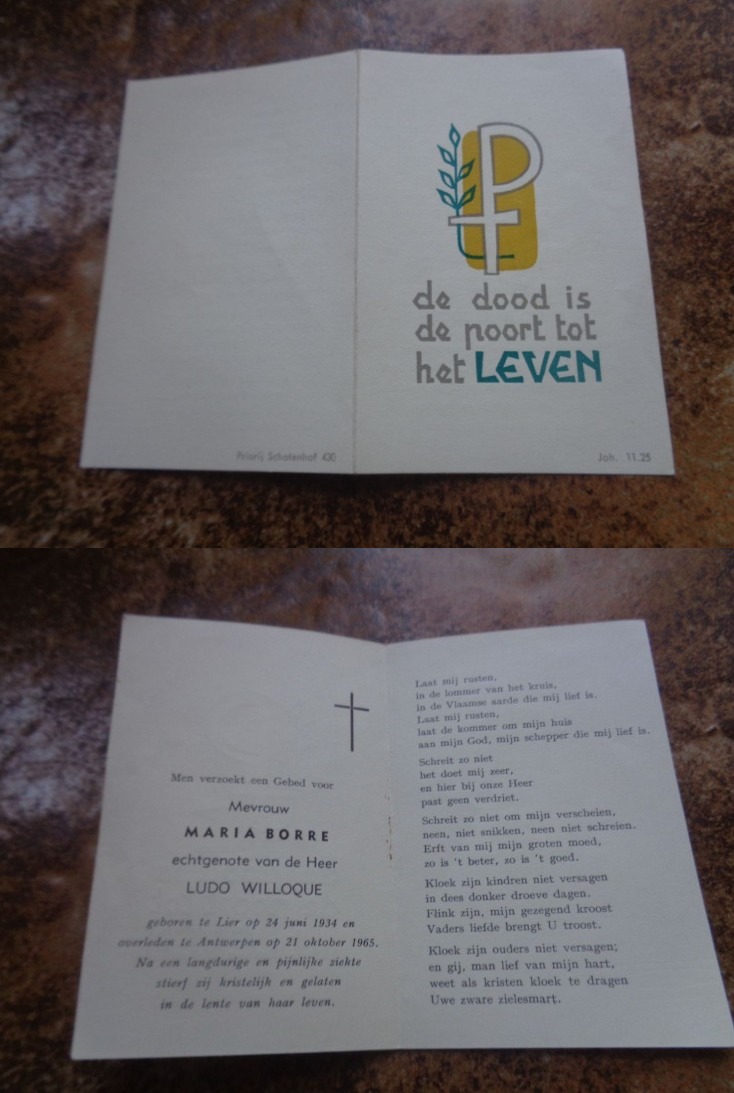 de dood is
de poort tot
het LEVEN
Priorij Schotenhof 430
Joh. 11.25
Men verzoekt een Gebed voor
Mevrouw
MARIA BORRE
echtgenote van de Heer
LUDO WILLOQUE
geboren te Lier op 24 juni 1934 en
overleden te Antwerpen op 21 oktober 1965.
Na een langdurige en pijnlijke ziekte
stierf zij kristelijk en gelaten
in de lente van haar leven.
Laat mij rusten,
in de lommer van het kruis,
in de Vlaamse aarde die mij lief is.
Laat mij rusten,
laat de kommer om mijn huis
aan mijn God, mijn schepper die mij lief is.
Schreit zo niet
het doet mij zeer,
en hier bij onze Heer
past geen verdriet.
Schreit zo niet om mijn verscheien,
neen, niet snikken, neen niet schreien.
Erft van mij mijn groten moed,
zo is 't beter, zo is 't goed.
Kloek zijn kindren niet versagen
in dees donker droeve dagen.
Flink zijn, mijn gezegend kroost
Vaders liefde brengt U troost.
Kloek zijn ouders niet versagen;
en gij, man lief van mijn hart,
weet als kristen kloek te dragen
Uwe zware zielesmart.